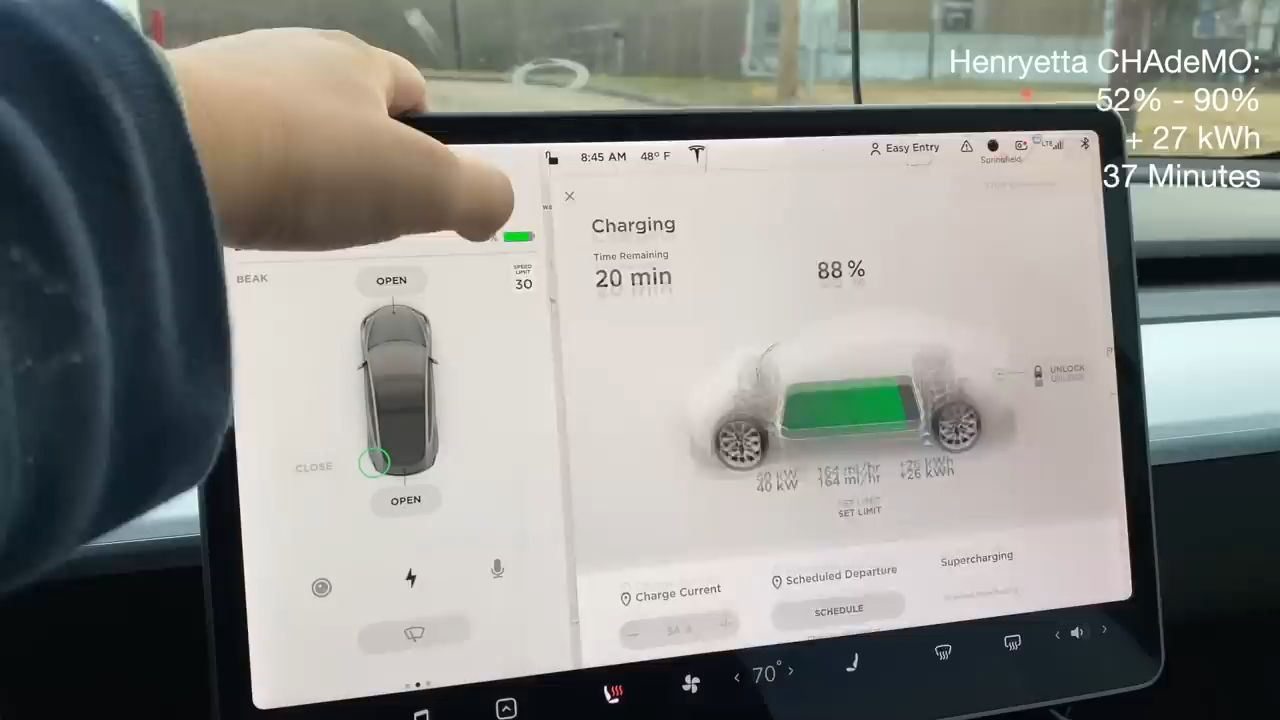 Henryetta CHAdeMO:
52% - 90%
+ 27 kWh
37 Minutes
8:45 AM 48° F
Easy Entry
LTE
Springfield
Charging
Time Remaining
20 min
88 %
BEAK
OPEN
SPEED
LIMIT
30
UNLOCK
CLOSE
OPEN
40 kW 164 mi/hr +26 kWh
SET LIMIT
Charge Current
Scheduled Departure
Supercharging
SCHEDULE
70°